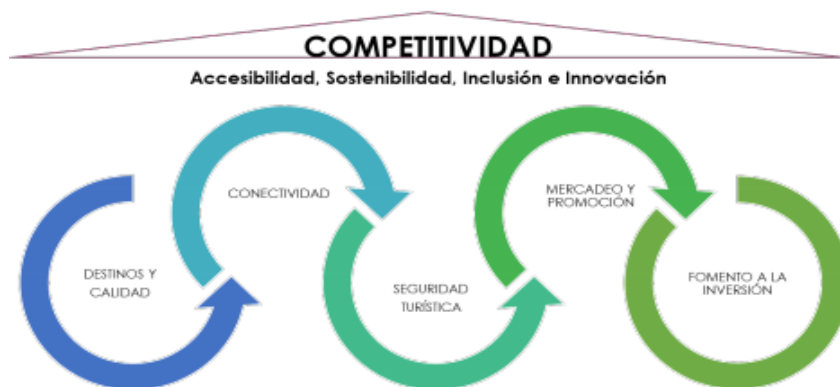 COMPETITIVIDAD
Accesibilidad, Sostenibilidad, Inclusión e Innovación
DESTINOS Y
CALIDAD
CONECTIVIDAD
SEGURIDAD
TURÍSTICA
MERCADEO Y
PROMOCIÓN
FOMENTO A LA
INVERSIÓN